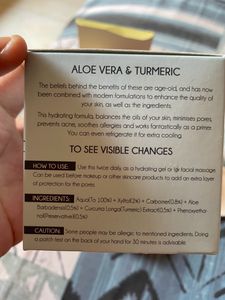 ALOE VERA & TURMERIC
The beliefs behind the benefits of these are age-old, and has
been combined with modern formulations to enhance the quality
of your skin, as well as the ingredients.
This hydrating formula, balances the oils of your skin, minimises pores,
prevents acne, soothes allergies and works fantastically as a primer.
You can even refrigerate it for extra cooling.
TO SEE VISIBLE CHANGES
HOW TO USE: Use this twice daily, as a hydrating gel or 1 facial massage
Can be used before makeup or other skincare products to add an extra layer
of protection for the pores
INGREDIENTS: Aqua(To 100%) + Xylitol(2%) + Carbomer(0.8%) + Aloe
Barbadensis(0.5%) + Curcuma Longa(Turmeric) Extract(0.5%) + Phenoxyetha-
nol(Preservative)(0.5%)
CAUTION: Some people may be allergic to mentioned ingredients. Doing
a patch test on the back of your hand for 30 minutes is advisable.